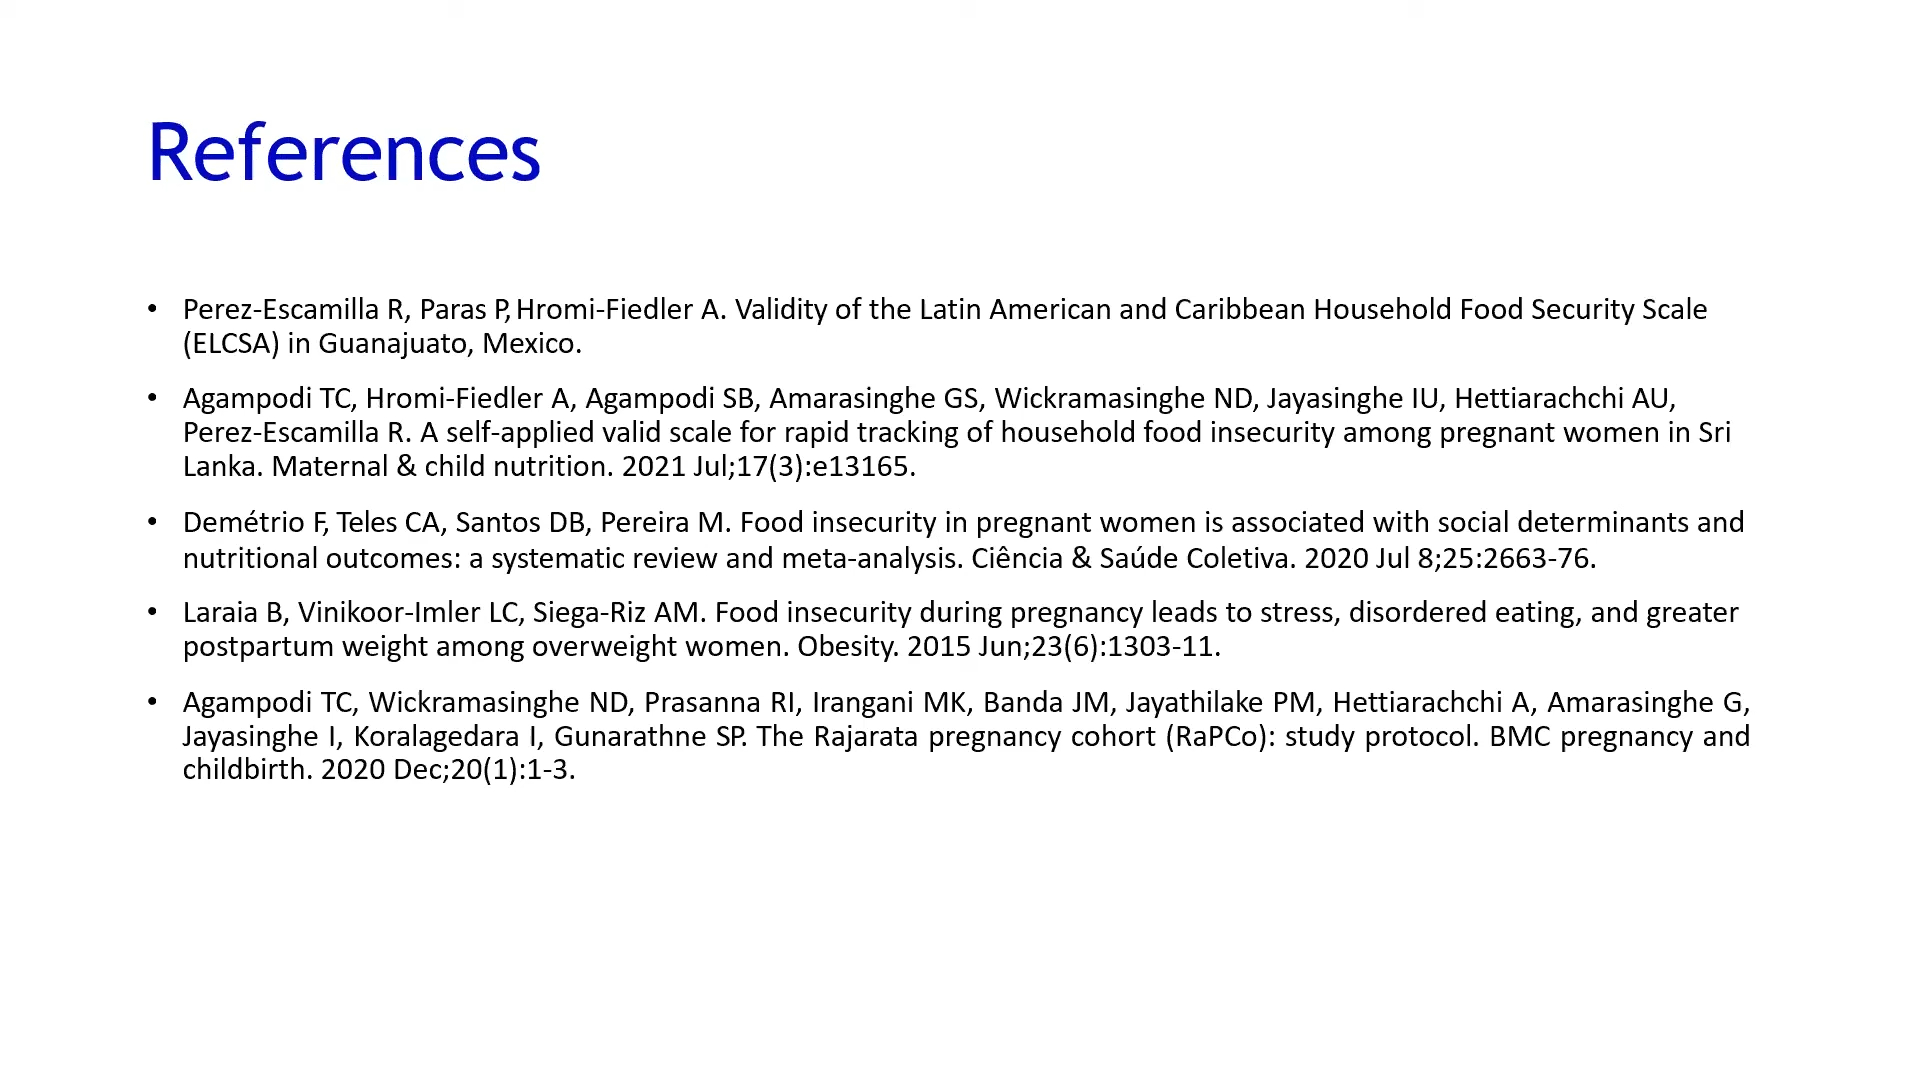 References
• Perez-Escamilla R, Paras P, Hromi-Fiedler A. Validity of the Latin American and Caribbean Household Food Security Scale
(ELCSA) in Guanajuato, Mexico.
• Agampodi TC, Hromi-Fiedler A, Agampodi SB, Amarasinghe GS, Wickramasinghe ND, Jayasinghe IU, Hettiarachchi AU,
Perez-Escamilla R. A self-applied valid scale for rapid tracking of household food insecurity among pregnant women in Sri
Lanka. Maternal & child nutrition. 2021 Jul;17(3):e13165.
• Demétrio F, Teles CA, Santos DB, Pereira M. Food insecurity in pregnant women is associated with social determinants and
nutritional outcomes: a systematic review and meta-analysis. Ciência & Saúde Coletiva. 2020 Jul 8;25:2663-76.
• Laraia B, Vinikoor-Imler LC, Siega-Riz AM. Food insecurity during pregnancy leads to stress, disordered eating, and greater
postpartum weight among overweight women. Obesity. 2015 Jun;23(6):1303-11.
• Agampodi TC, Wickramasinghe ND, Prasanna RI, Irangani MK, Banda JM, Jayathilake PM, Hettiarachchi A, Amarasinghe G,
Jayasinghe I, Koralagedara I, Gunarathne SP. The Rajarata pregnancy cohort (RaPCo): study protocol. BMC pregnancy and
childbirth. 2020 Dec;20(1):1-3.